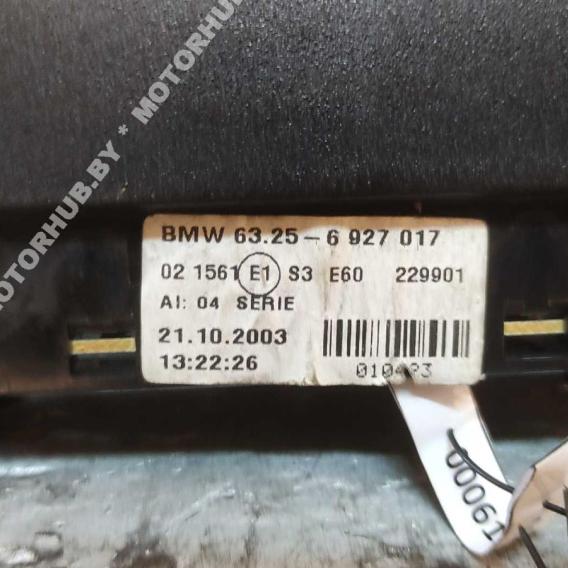 MOTORHUB.BY * MOTORHUB
BMW 63.25-6 927 017
02 1561 E1 S3 E60 229901
AI: 04 SERIE
21.10.2003
13:22:26
010493
00061